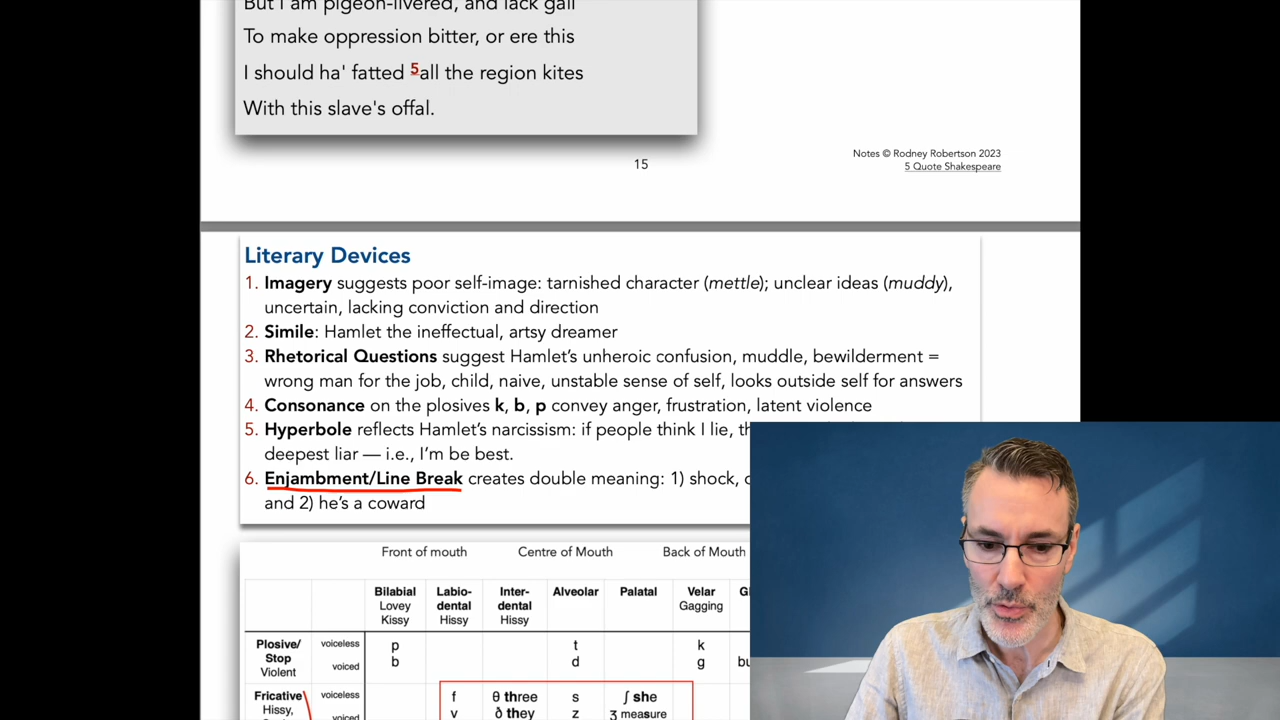 But I am pigeon-livered, and lack gall
To make oppression bitter, or ere this
I should ha' fatted 5all the region kites
With this slave's offal.
15
Notes © Rodney Robertson 2023
5 Quote Shakespeare
Literary Devices
1. Imagery suggests poor self-image: tarnished character (mettle); unclear ideas (muddy),
uncertain, lacking conviction and direction
2. Simile: Hamlet the ineffectual, artsy dreamer
3. Rhetorical Questions suggest Hamlet's unheroic confusion, muddle, bewilderment =
wrong man for the job, child, naive, unstable sense of self, looks outside self for answers
4. Consonance on the plosives k, b, p convey anger, frustration, latent violence
5. Hyperbole reflects Hamlet's narcissism: if people think I lie,
deepest liar — i.e., I'm be best.
6. Enjambment/Line Break creates double meaning: 1) shock,
and 2) he's a coward
Front of mouth Centre of Mouth Back of Mouth
Bilabial Lovey Kissy
Labio-dental Hissy
Inter-dental Hissy
Alveolar
Palatal
Velar Gagging
Plosive/Stop Violent
voiceless p t k
voiced b d g
Fricative Hissy,
voiceless f θ three s ʃ she
voiced v ð they z ʒ measure